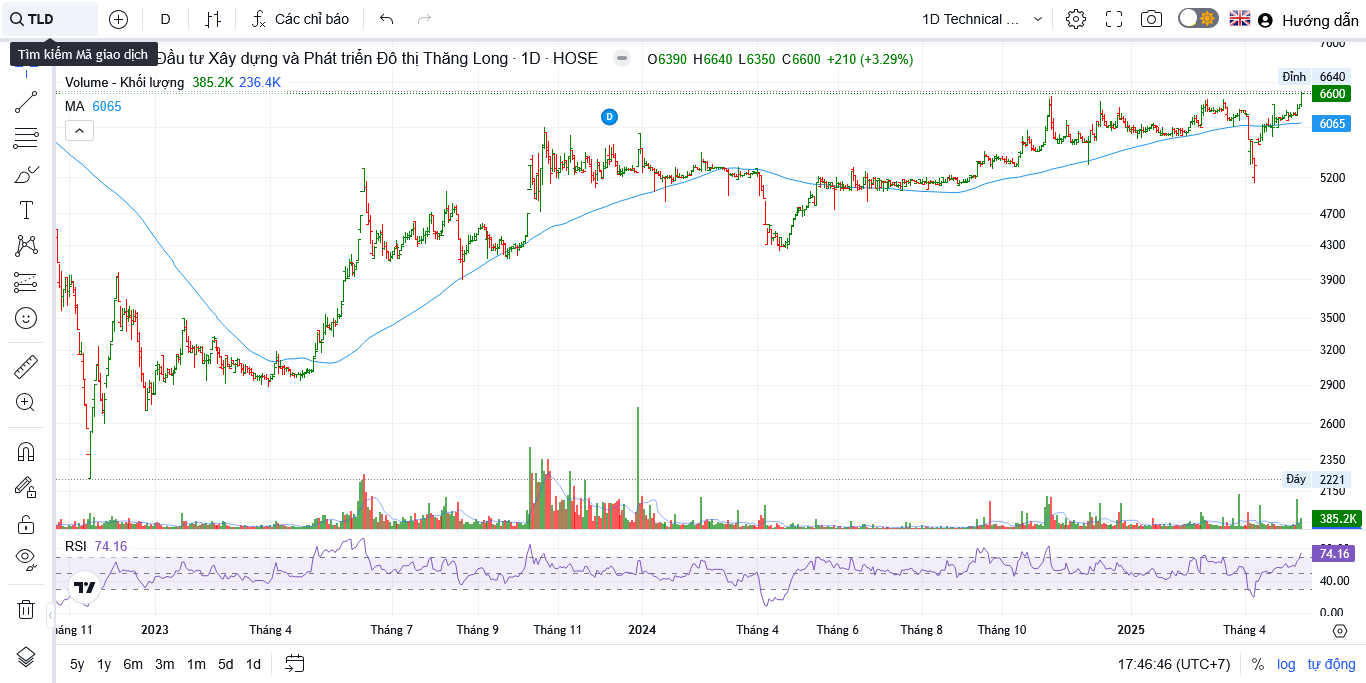 TLD
D
Các chỉ báo
1D Technical ...
Hướng dẫn
Tìm kiếm Mã giao dịch
Đầu tư Xây dựng và Phát triển Đô thị Thăng Long · 1D · HOSE
O6390 H6640 L6350 C6600 +210 (+3.29%)
Volume - Khối lượng 385.2K 236.4K
MA 6065
D
7600
Đỉnh 6640
6600
6065
5200
4700
4300
3900
3500
3200
2900
2600
2350
Đáy 2221
2150
385.2K
RSI 74.16
74.16
40.00
0.00
háng 11 2023 Tháng 4 Tháng 7 Tháng 9 Tháng 11 2024 Tháng 4 Tháng 6 Tháng 8 Tháng 10 2025 Tháng 4
5y 1y 6m 3m 1m 5d 1d
17:46:46 (UTC+7) % log tự động